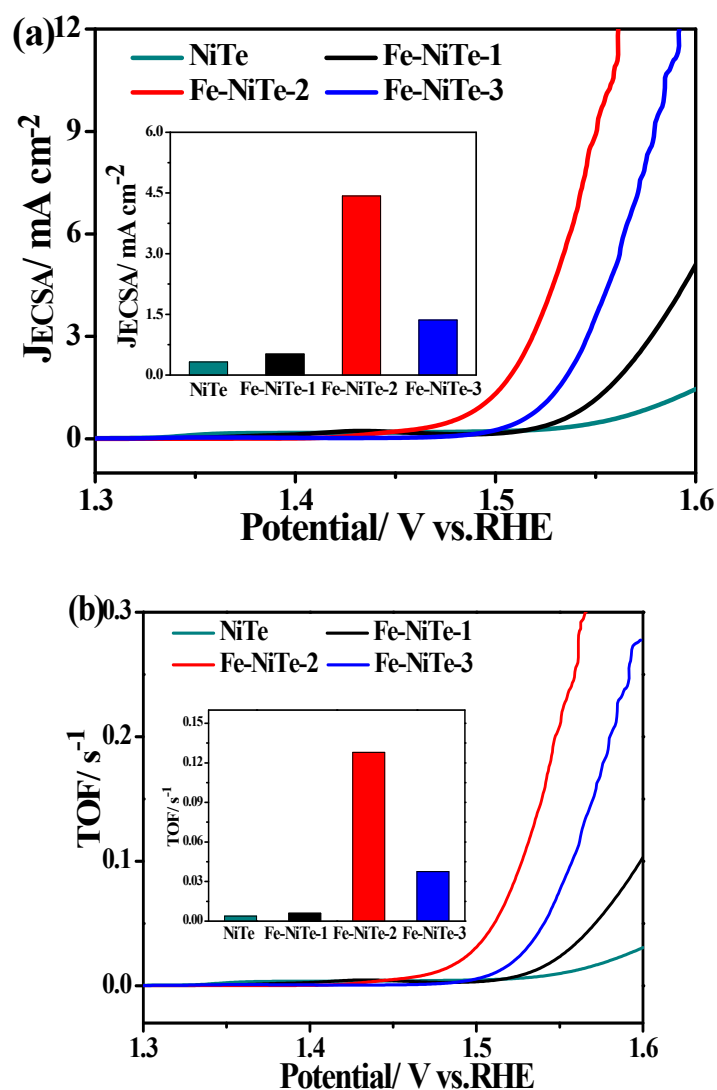 (a)
NiTe
Fe-NiTe-1
Fe-NiTe-2
Fe-NiTe-3
JECSA/ mA cm-2
12
9
6
3
0
JECSA/ mA cm-2
6.0
4.5
3.0
1.5
0.0
NiTe Fe-NiTe-1 Fe-NiTe-2 Fe-NiTe-3
1.3 1.4 1.5 1.6
Potential/ V vs.RHE
(b)
NiTe
Fe-NiTe-1
Fe-NiTe-2
Fe-NiTe-3
TOF/ s-1
0.3
0.2
0.1
0.0
TOF/ s-1
0.15
0.12
0.09
0.06
0.03
0.00
NiTe Fe-NiTe-1 Fe-NiTe-2 Fe-NiTe-3
1.3 1.4 1.5 1.6
Potential/ V vs.RHE